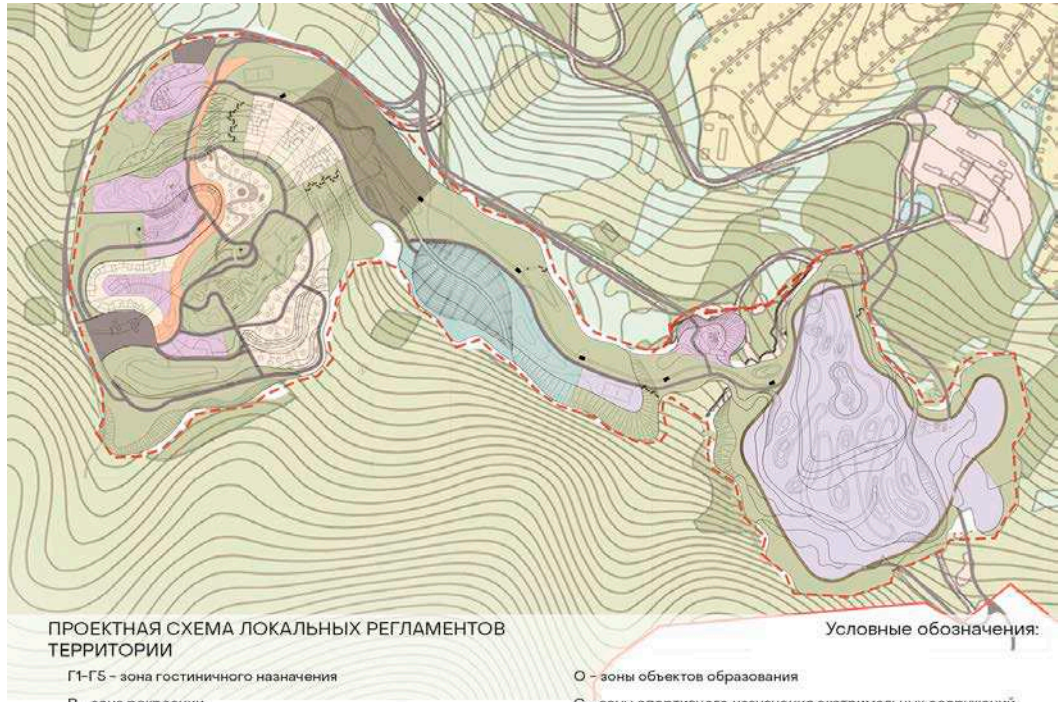 ПРОЕКТНАЯ СХЕМА ЛОКАЛЬНЫХ РЕГЛАМЕНТОВ
ТЕРРИТОРИИ
Условные обозначения:
Г1-Г5 – зона гостиничного назначения
О – зоны объектов образования